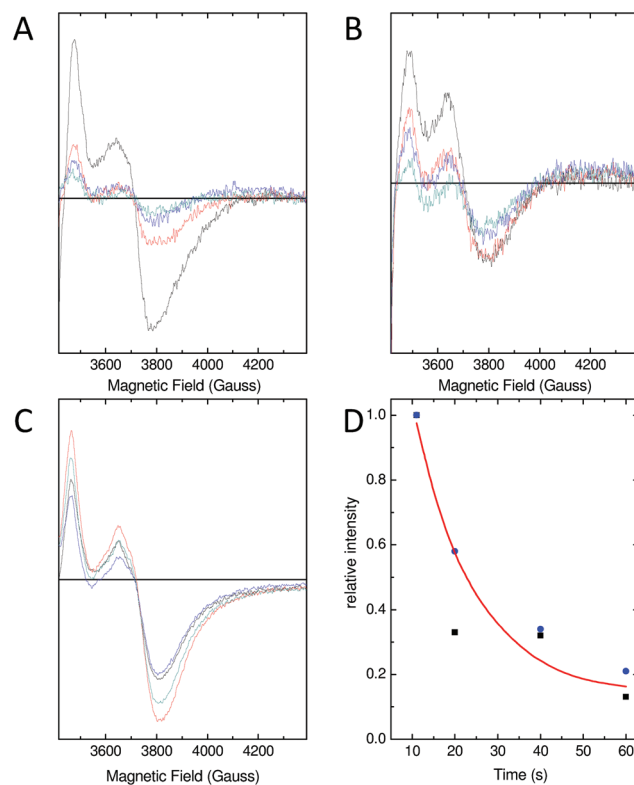 A
B
3600 3800 4000 4200
Magnetic Field (Gauss)
3600 3800 4000 4200
Magnetic Field (Gauss)
C
D
3600 3800 4000 4200
Magnetic Field (Gauss)
relative intensity
1.0
0.8
0.6
0.4
0.2
0.0
10 20 30 40 50 60
Time (s)